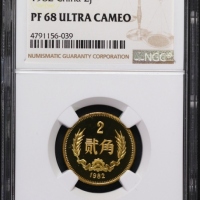 1982 China 2J
PF 68 ULTRA CAMEO
4791156-039
NUMISMATIC GUARANTY CORPORATION
NGC
2
贰角
1982